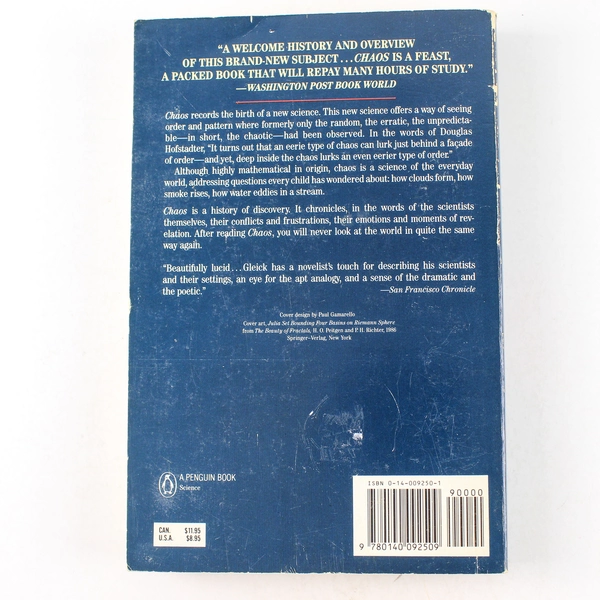 “A WELCOME HISTORY AND OVERVIEW
OF THIS BRAND-NEW SUBJECT...CHAOS IS A FEAST,
A PACKED BOOK THAT WILL REPAY MANY HOURS OF STUDY.”
—WASHINGTON POST BOOK WORLD
Chaos records the birth of a new science. This new science offers a way of seeing
order and pattern where formerly only the random, the erratic, the unpredicta-
ble—in short, the chaotic—had been observed. In the words of Douglas
Hofstadter, “It turns out that an eerie type of chaos can lurk just behind a façade
of order—and yet, deep inside the chaos lurks an even eerier type of order.”
Although highly mathematical in origin, chaos is a science of the everyday
world, addressing questions every child has wondered about: how clouds form, how
smoke rises, how water eddies in a stream.
Chaos is a history of discovery. It chronicles, in the words of the scientists
themselves, their conflicts and frustrations, their emotions and moments of rev-
elation. After reading Chaos, you will never look at the world in quite the same
way again.
“Beautifully lucid...Gleick has a novelist’s touch for describing his scientists
and their settings, an eye for the apt analogy, and a sense of the dramatic and
the poetic.” —San Francisco Chronicle
Cover design by Paul Gamarello
Cover art, Julia Set Bounding Four Basins on Riemann Sphere
from The Beauty of Fractals, H. O. Peitgen and P. H. Richter, 1986
Springer-Verlag, New York
A PENGUIN BOOK
Science
CAN. $11.95
U.S.A. $8.95
ISBN 0-14-009250-1
90000
9 780140 092509